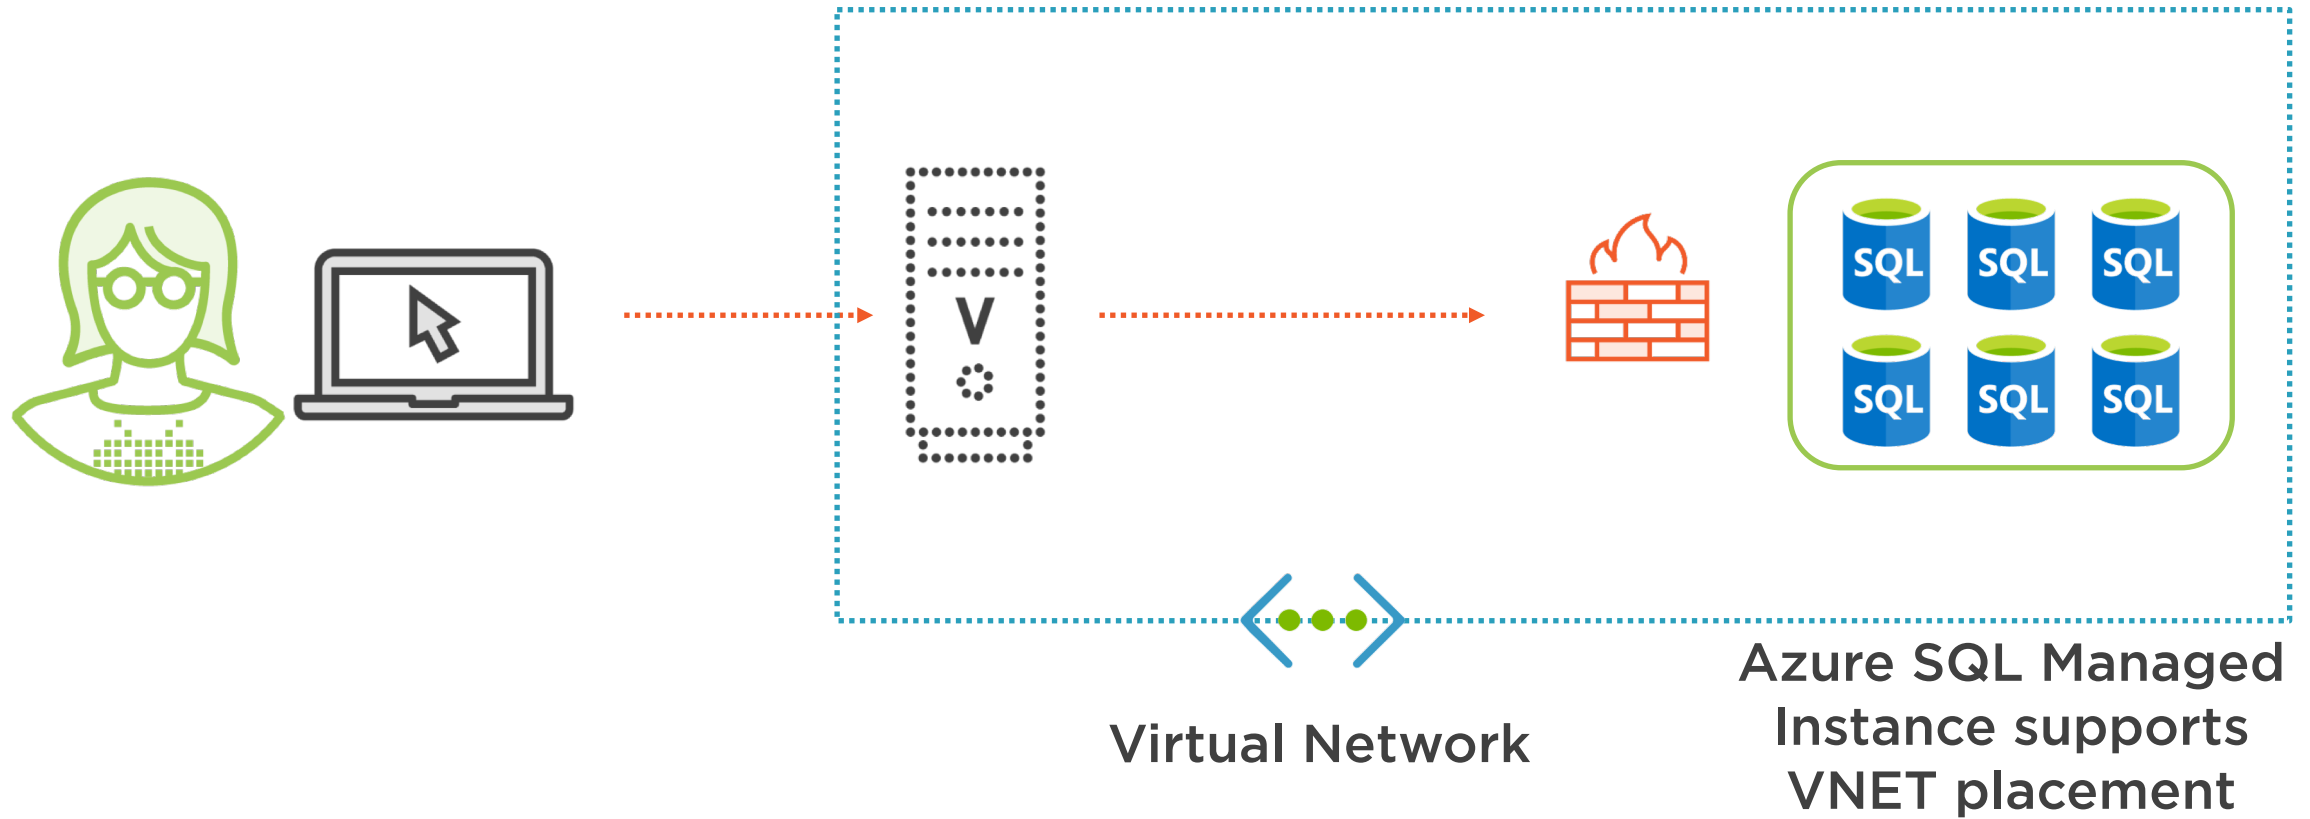 V
SQL SQL SQL
SQL SQL SQL
Virtual Network
Azure SQL Managed
Instance supports
VNET placement